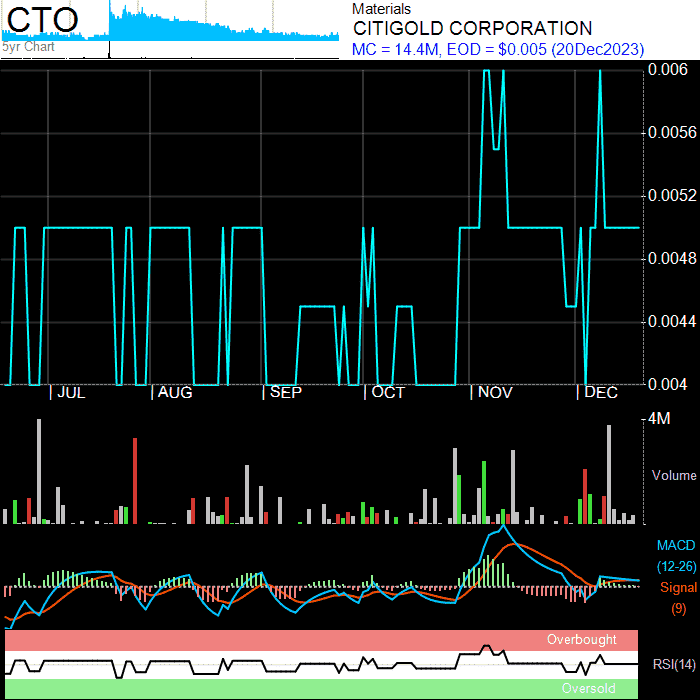 CTO
5yr Chart
Materials
CITIGOLD CORPORATION
MC = 14.4M, EOD = $0.005 (20Dec2023)
0.006
0.0056
0.0052
0.0048
0.0044
0.004
JUL AUG SEP OCT NOV DEC
4M
Volume
MACD
(12-26)
Signal
(9)
Overbought
RSI(14)
Oversold